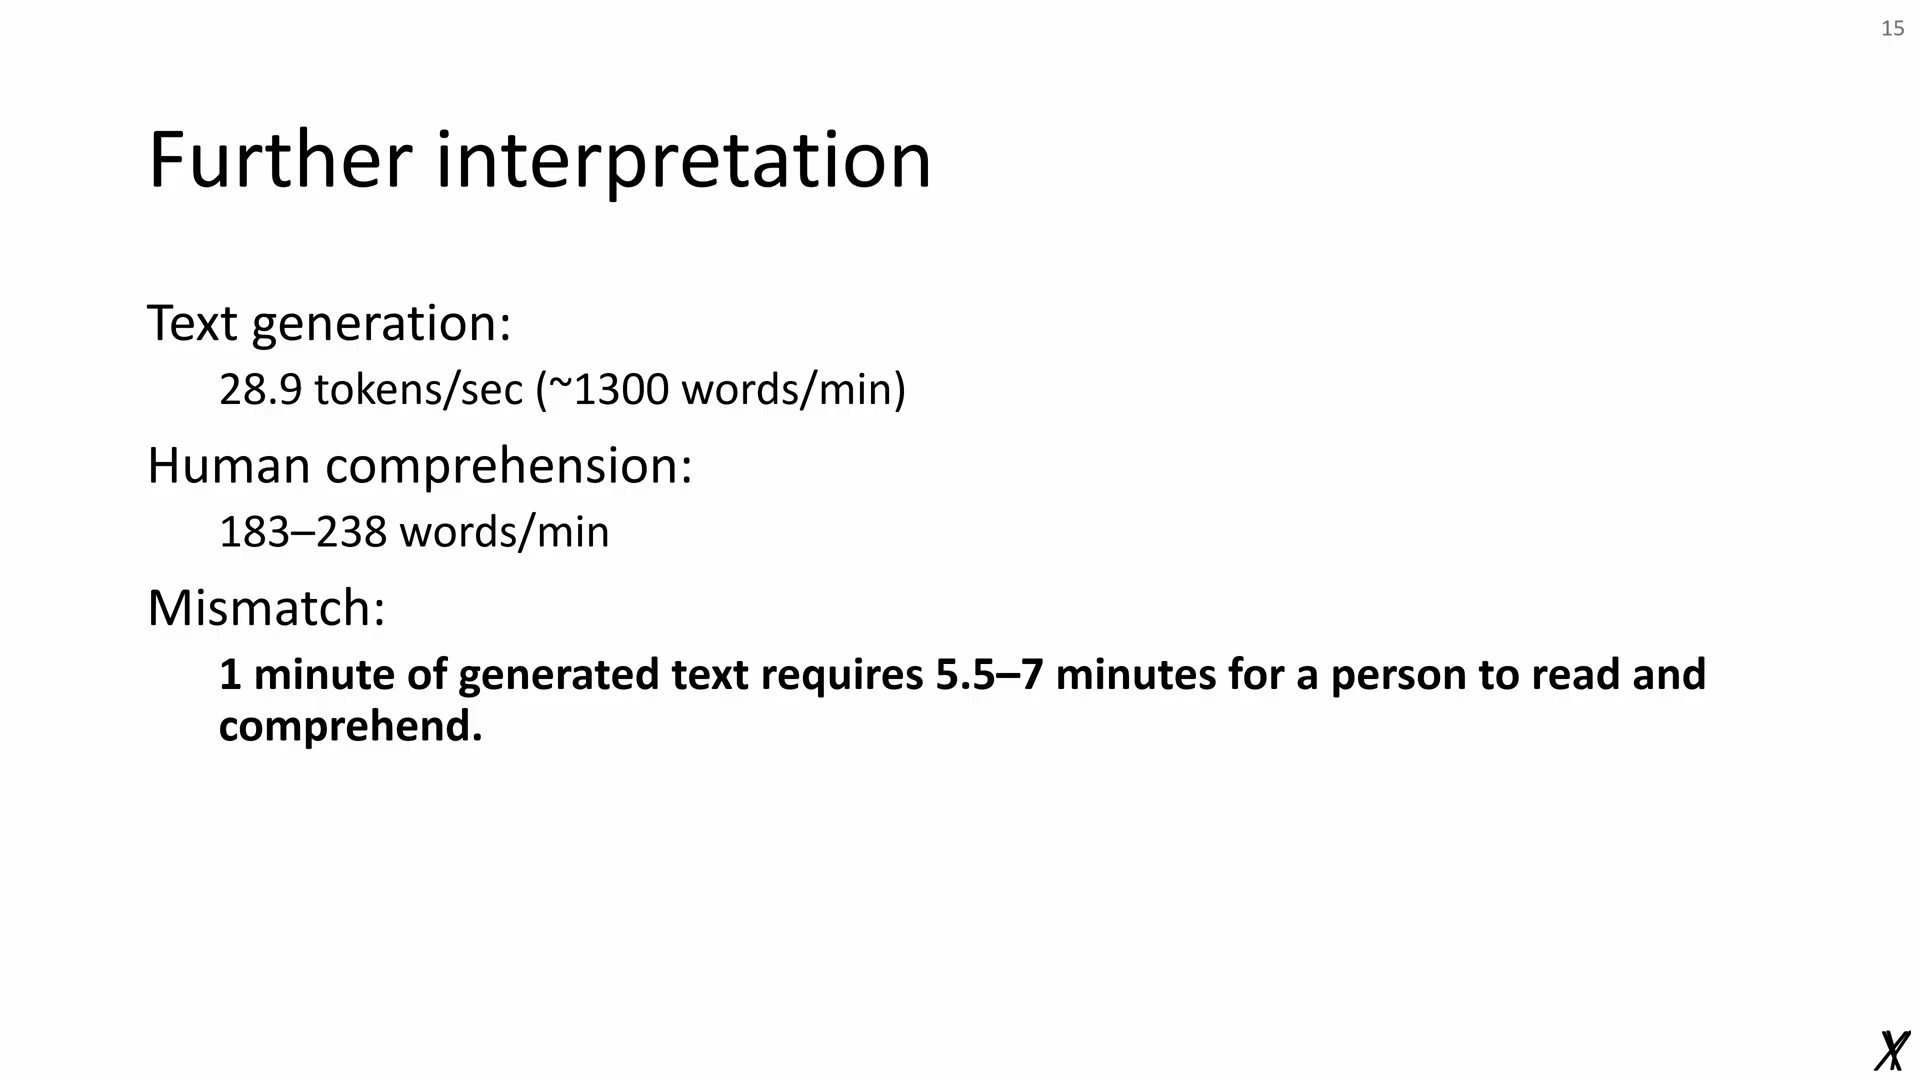 15
Further interpretation
Text generation:
28.9 tokens/sec (~1300 words/min)
Human comprehension:
183–238 words/min
Mismatch:
1 minute of generated text requires 5.5–7 minutes for a person to read and
comprehend.